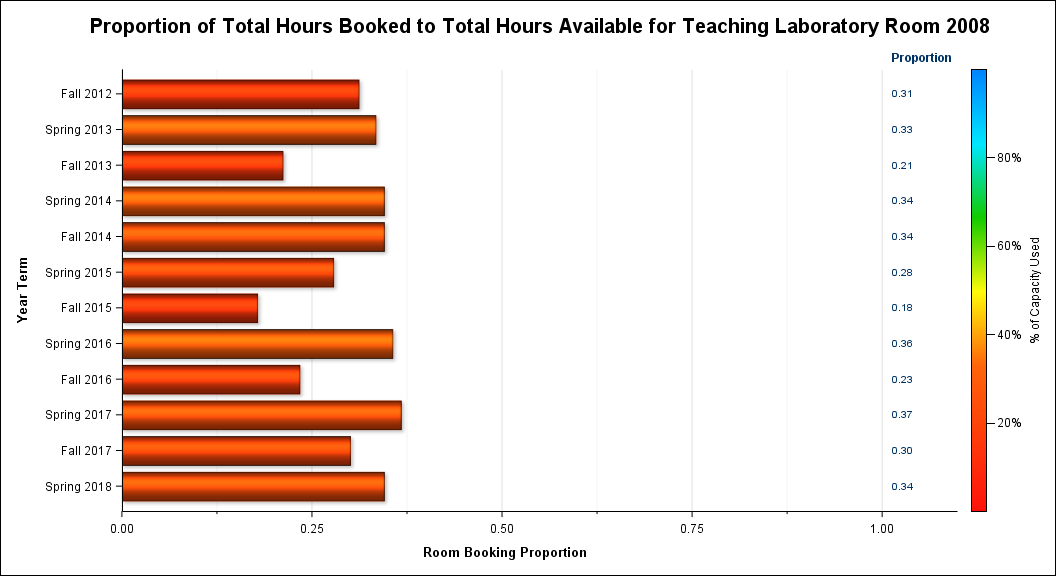 Proportion of Total Hours Booked to Total Hours Available for Teaching Laboratory Room 2008
Proportion
Fall 2012 0.31
Spring 2013 0.33
Fall 2013 0.21
Spring 2014 0.34
Fall 2014 0.34
Spring 2015 0.28
Fall 2015 0.18
Spring 2016 0.36
Fall 2016 0.23
Spring 2017 0.37
Fall 2017 0.30
Spring 2018 0.34
Year Term
0.00 0.25 0.50 0.75 1.00
Room Booking Proportion
80%
60%
40%
20%
% of Capacity Used